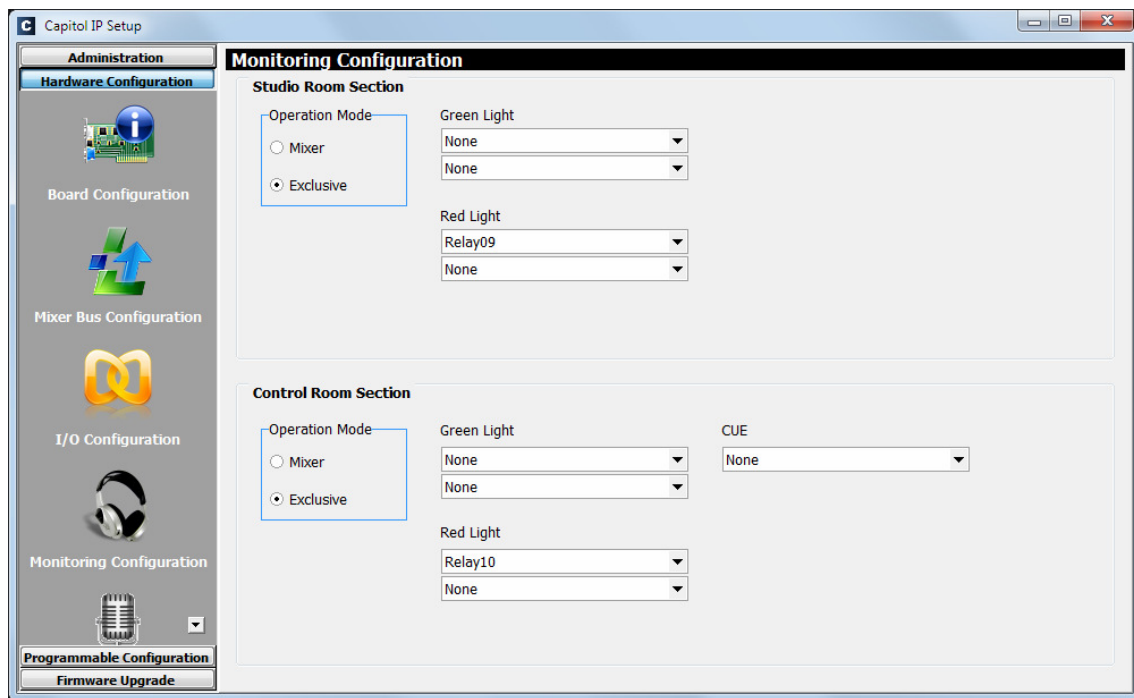 Capitol IP Setup
Administration
Hardware Configuration
Board Configuration
Mixer Bus Configuration
I/O Configuration
Monitoring Configuration
Programmable Configuration
Firmware Upgrade
Monitoring Configuration
Studio Room Section
Operation Mode
Mixer
Exclusive
Green Light
None
None
Red Light
Relay09
None
Control Room Section
Operation Mode
Mixer
Exclusive
Green Light
None
None
Red Light
Relay10
None
CUE
None